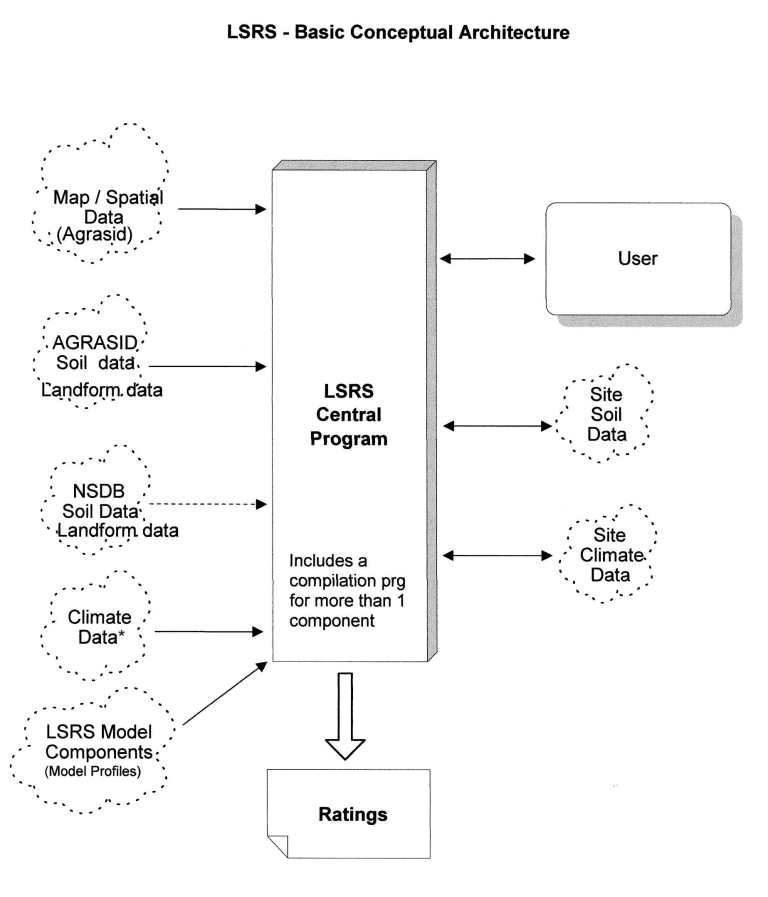 LSRS - Basic Conceptual Architecture
Map / Spatial
Data
(Agrasid)
AGRASID
Soil data
Landform data
NSDB
Soil Data
Landform data
Climate
Data*
LSRS Model
Components
(Model Profiles)
LSRS
Central
Program
Includes a
compilation prg
for more than 1
component
User
Site
Soil
Data
Site
Climate
Data
Ratings